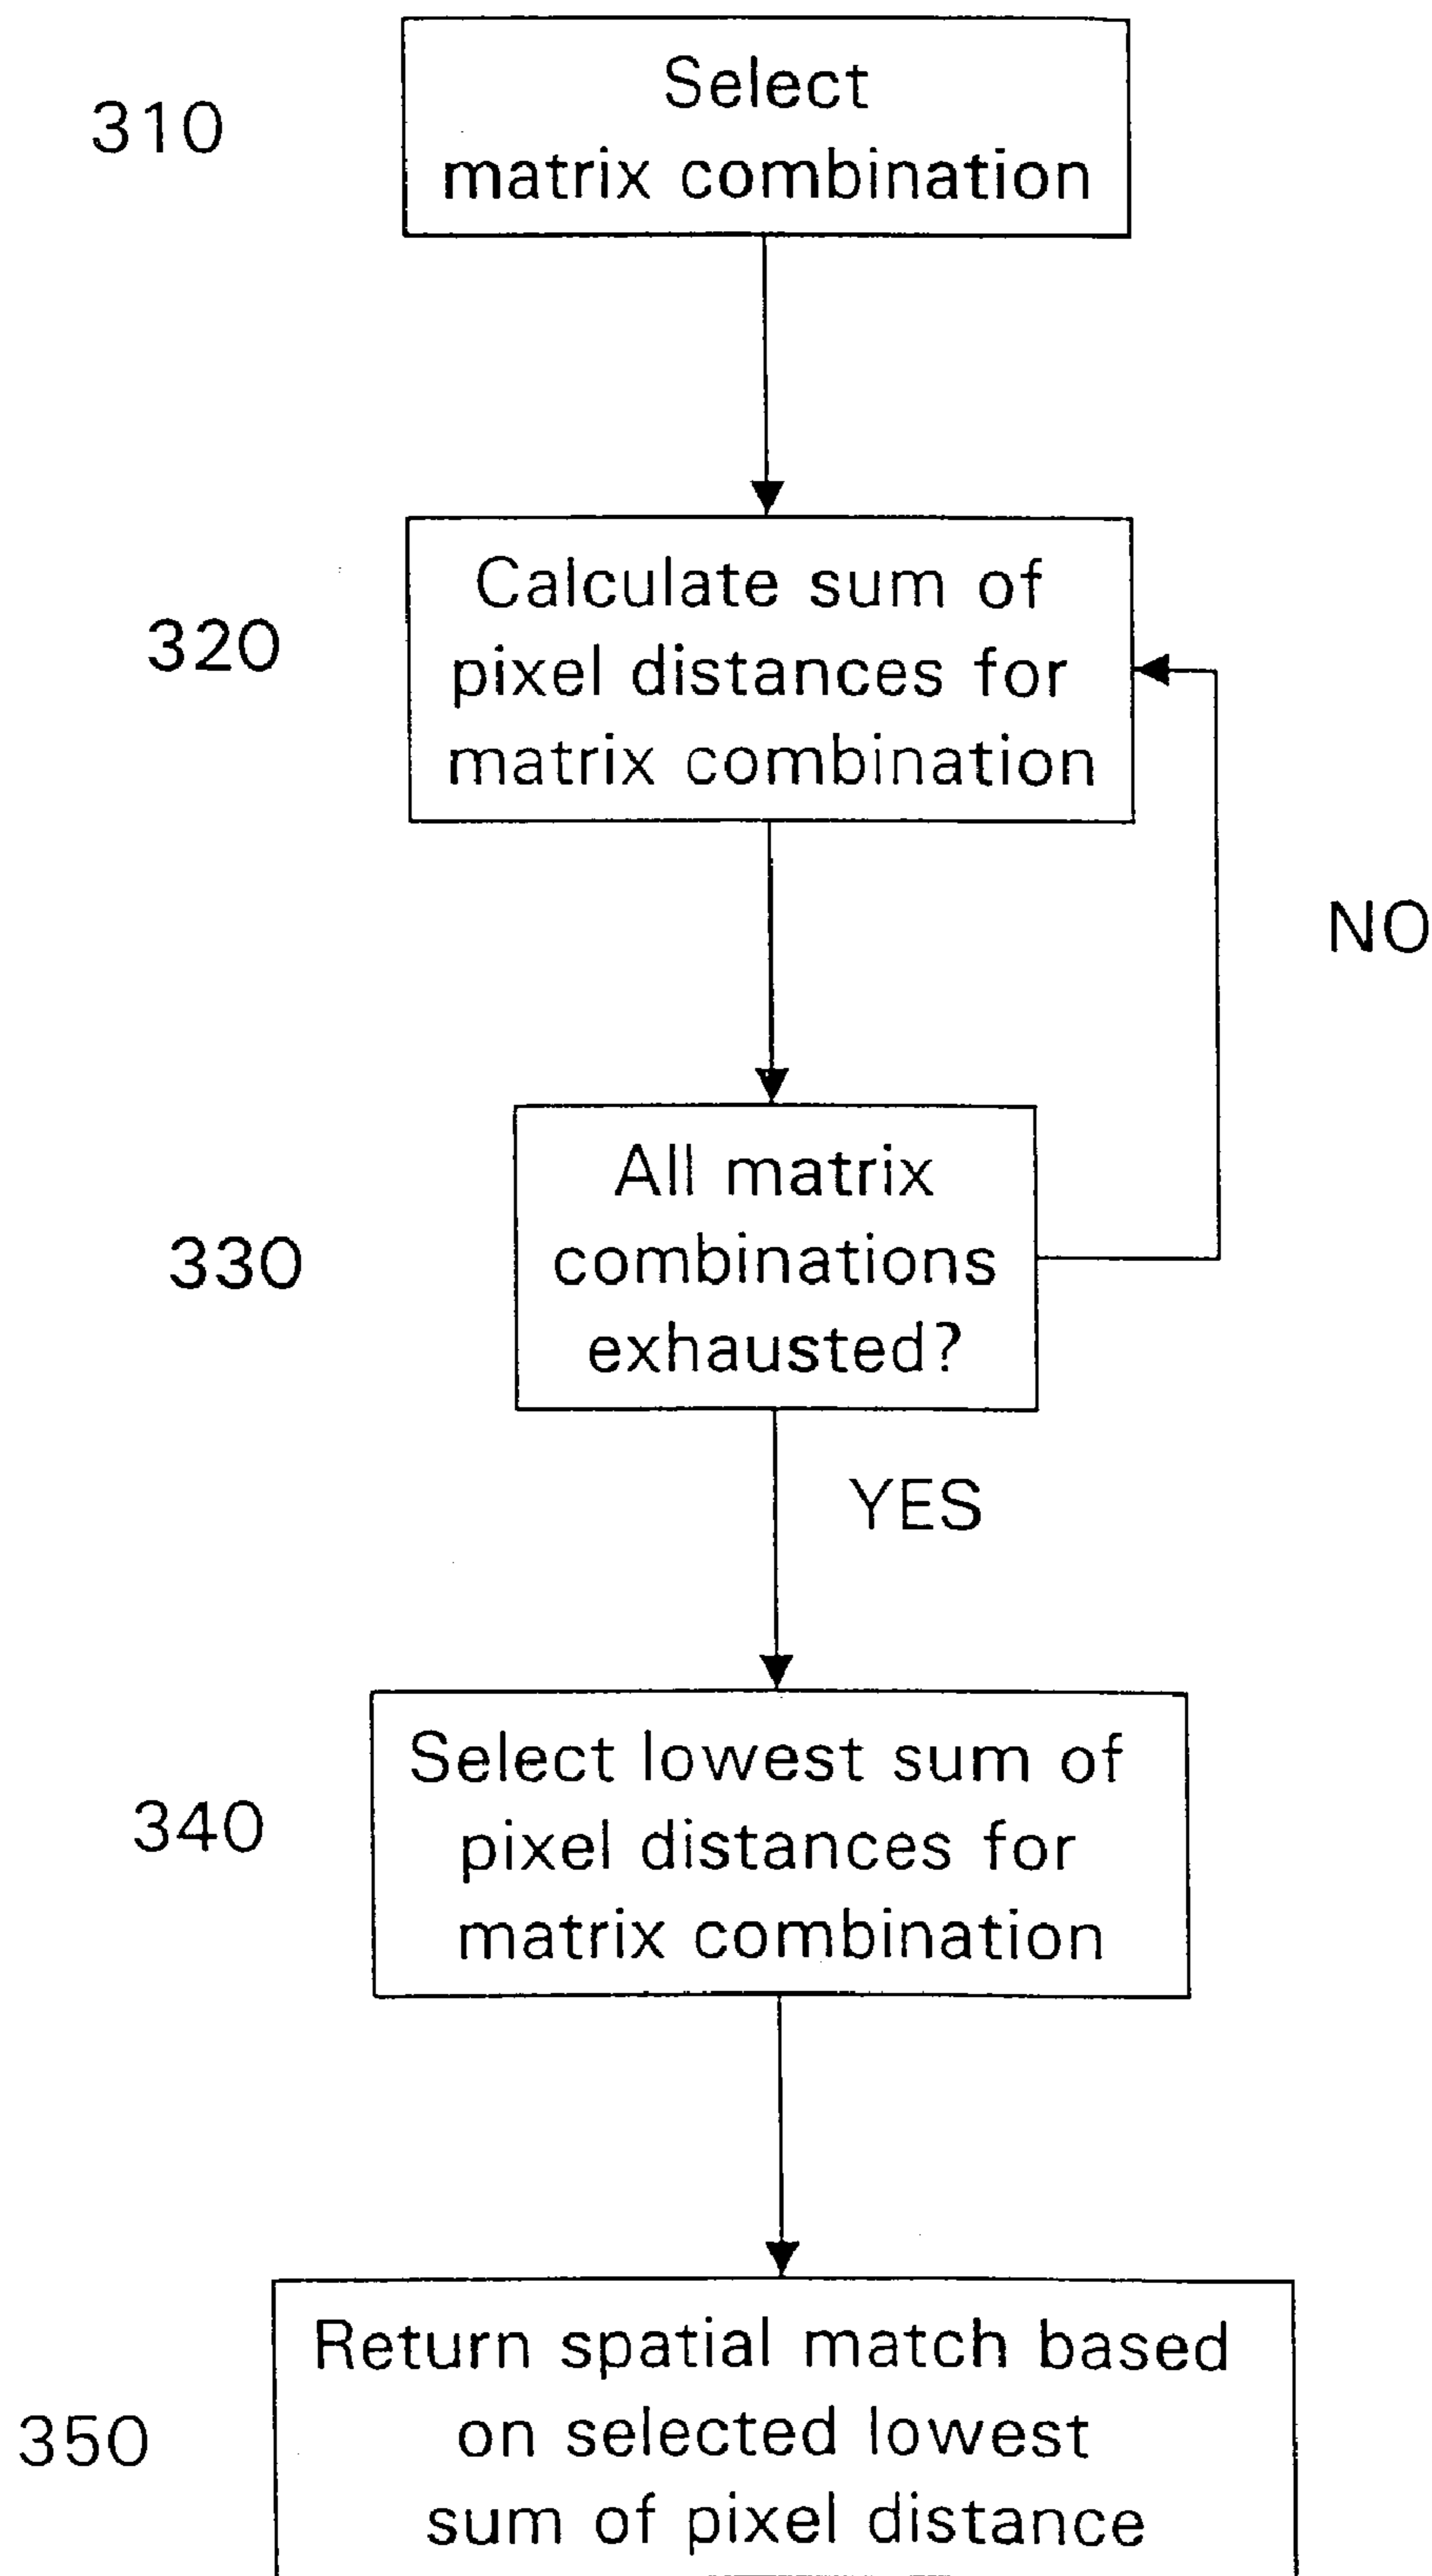 310
Select
matrix combination
320
Calculate sum of
pixel distances for
matrix combination
NO
330
All matrix
combinations
exhausted?
YES
340
Select lowest sum of
pixel distances for
matrix combination
350
Return spatial match based
on selected lowest
sum of pixel distance